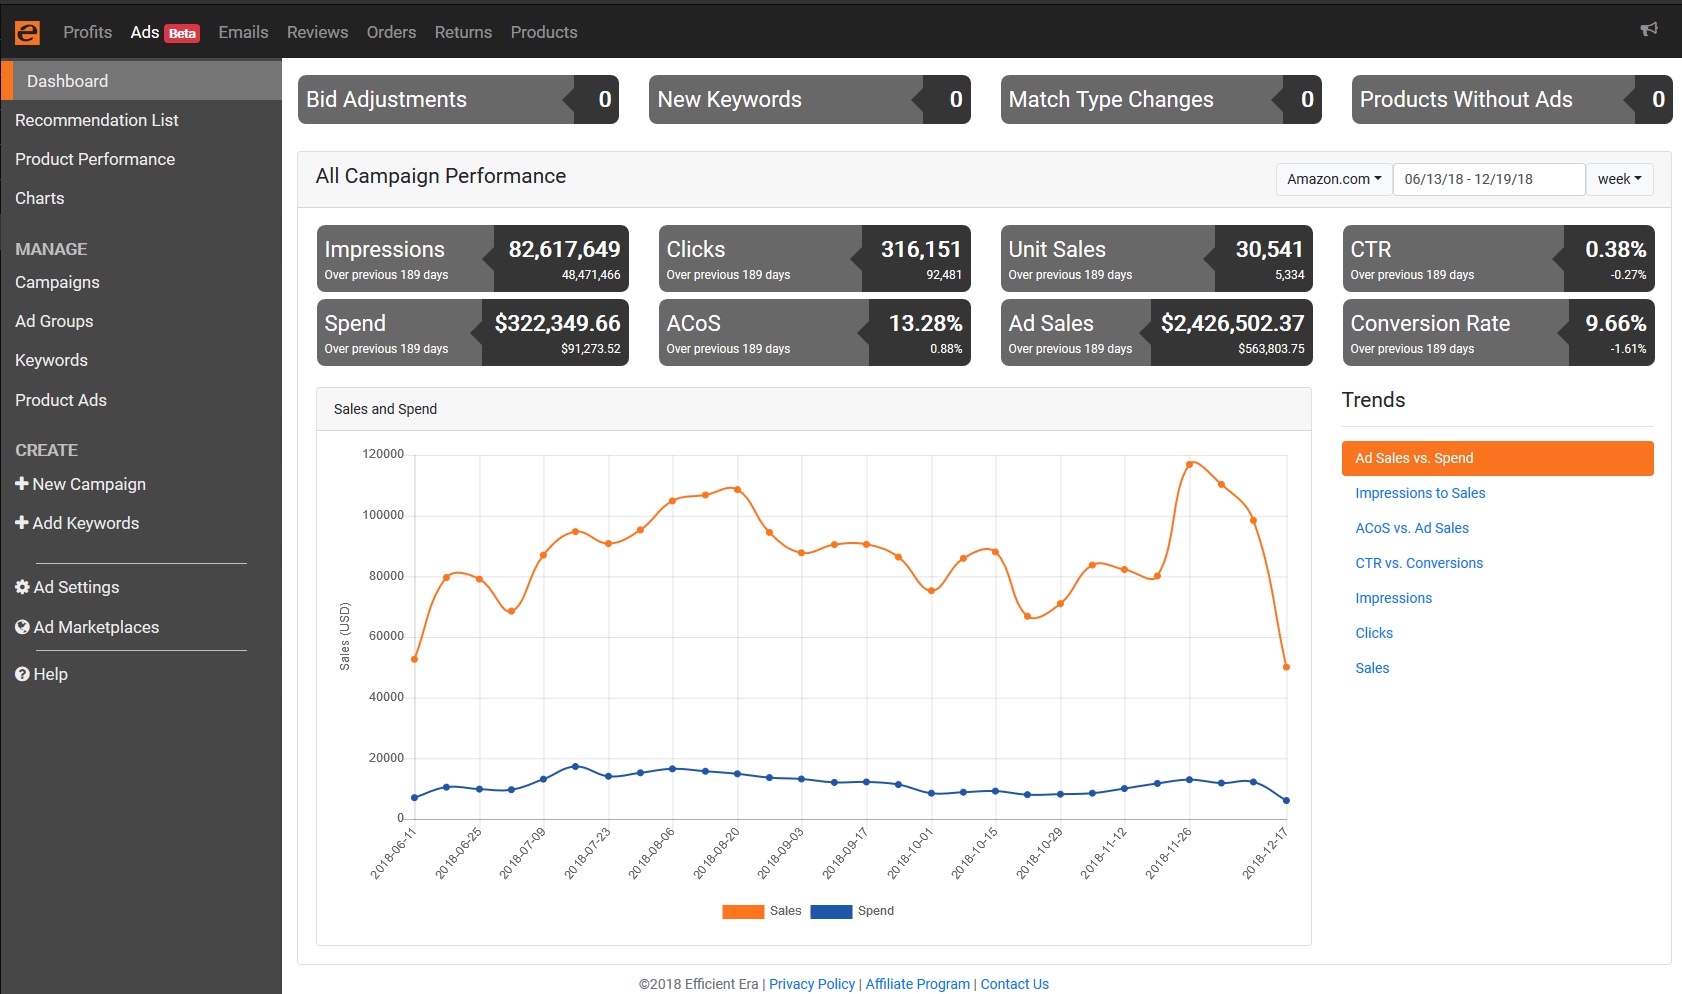 e Profits Ads Beta Emails Reviews Orders Returns Products
Dashboard
Recommendation List
Product Performance
Charts
MANAGE
Campaigns
Ad Groups
Keywords
Product Ads
CREATE
New Campaign
Add Keywords
Ad Settings
Ad Marketplaces
Help
Bid Adjustments 0
New Keywords 0
Match Type Changes 0
Products Without Ads 0
All Campaign Performance
Amazon.com 06/13/18 - 12/19/18 week
Impressions 82,617,649
Over previous 189 days 48,471,466
Clicks 316,151
Over previous 189 days 92,481
Unit Sales 30,541
Over previous 189 days 5,334
CTR 0.38%
Over previous 189 days -0.27%
Spend $322,349.66
Over previous 189 days $91,273.52
ACoS 13.28%
Over previous 189 days 0.88%
Ad Sales $2,426,502.37
Over previous 189 days $563,803.75
Conversion Rate 9.66%
Over previous 189 days -1.61%
Sales and Spend
Sales (USD)
120000
100000
80000
60000
40000
20000
0
2018-06-11
2018-06-25
2018-07-09
2018-07-23
2018-08-06
2018-08-20
2018-09-03
2018-09-17
2018-10-01
2018-10-15
2018-10-29
2018-11-12
2018-11-26
2018-12-17
Sales Spend
Trends
Ad Sales vs. Spend
Impressions to Sales
ACoS vs. Ad Sales
CTR vs. Conversions
Impressions
Clicks
Sales
©2018 Efficient Era | Privacy Policy | Affiliate Program | Contact Us